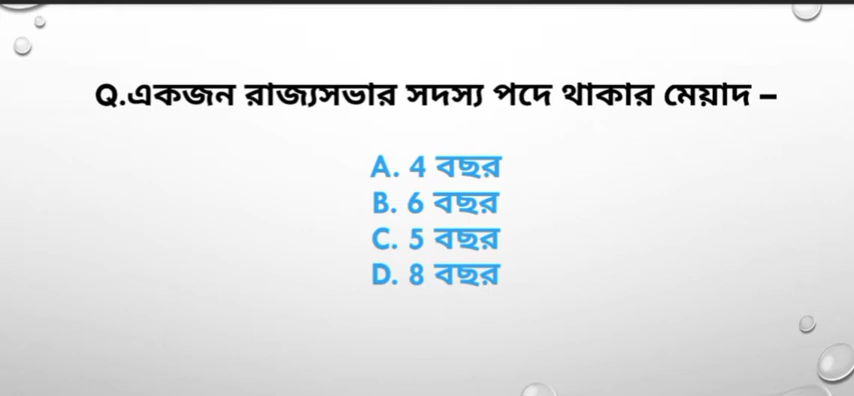 Q.একজন রাজ্যসভার সদস্য পদে থাকার মেয়াদ –
A. 4 বছর
B. 6 বছর
C. 5 বছর
D. 8 বছর